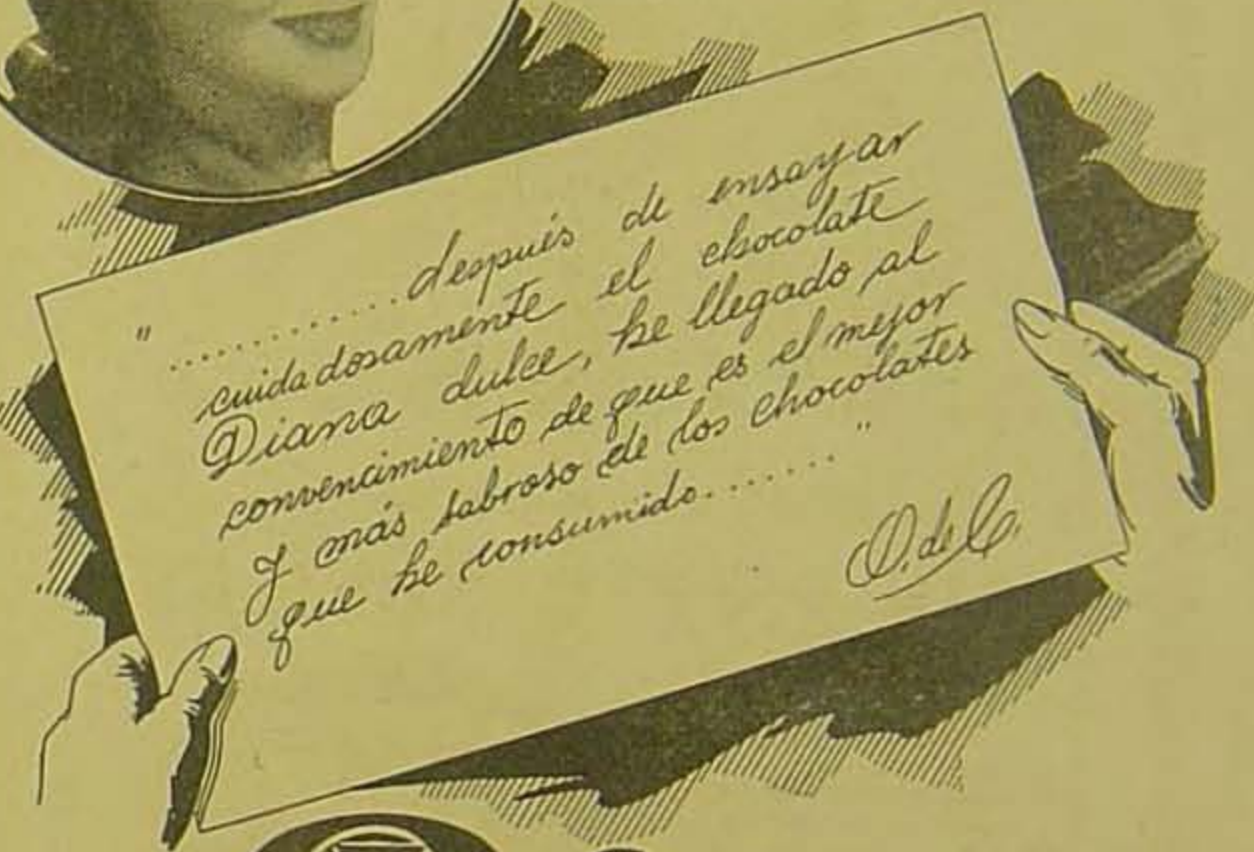 "..............después de ensayar
cuidadosamente el chocolate
Diana dulce, he llegado al
convencimiento de que es el mejor
y más sabroso de los chocolates
que he consumido......."
O. de C.